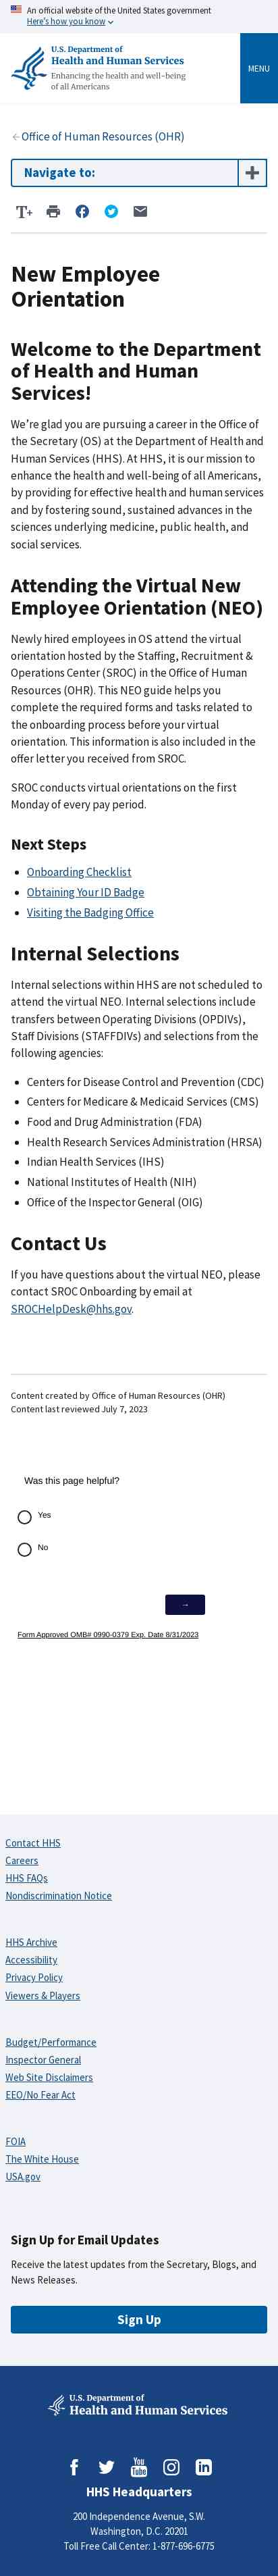 An official website of the United States government
Here's how you know
U.S. Department of
Health and Human Services
Enhancing the health and well-being
of all Americans
MENU
Office of Human Resources (OHR)
Navigate to:
T+
New Employee
Orientation
Welcome to the Department
of Health and Human
Services!
We're glad you are pursuing a career in the Office of
the Secretary (OS) at the Department of Health and
Human Services (HHS). At HHS, it is our mission to
enhance the health and well-being of all Americans,
by providing for effective health and human services
and by fostering sound, sustained advances in the
sciences underlying medicine, public health, and
social services.
Attending the Virtual New
Employee Orientation (NEO)
Newly hired employees in OS attend the virtual
orientation hosted by the Staffing, Recruitment &
Operations Center (SROC) in the Office of Human
Resources (OHR). This NEO guide helps you
complete the required forms and tasks related to
the onboarding process before your virtual
orientation. This information is also included in the
offer letter you received from SROC.
SROC conducts virtual orientations on the first
Monday of every pay period.
Next Steps
Onboarding Checklist
Obtaining Your ID Badge
Visiting the Badging Office
Internal Selections
Internal selections within HHS are not scheduled to
attend the virtual NEO. Internal selections include
transfers between Operating Divisions (OPDIVs),
Staff Divisions (STAFFDIVs) and selections from the
following agencies:
Centers for Disease Control and Prevention (CDC)
Centers for Medicare & Medicaid Services (CMS)
Food and Drug Administration (FDA)
Health Research Services Administration (HRSA)
Indian Health Services (IHS)
National Institutes of Health (NIH)
Office of the Inspector General (OIG)
Contact Us
If you have questions about the virtual NEO, please
contact SROC Onboarding by email at
SROCHelpDesk@hhs.gov.
Content created by Office of Human Resources (OHR)
Content last reviewed July 7, 2023
Was this page helpful?
Yes
No
→
Form Approved OMB# 0990-0379 Exp. Date 8/31/2023
Contact HHS
Careers
HHS FAQs
Nondiscrimination Notice
HHS Archive
Accessibility
Privacy Policy
Viewers & Players
Budget/Performance
Inspector General
Web Site Disclaimers
EEO/No Fear Act
FOIA
The White House
USA.gov
Sign Up for Email Updates
Receive the latest updates from the Secretary, Blogs, and
News Releases.
Sign Up
U.S. Department of
Health and Human Services
You Tube
HHS Headquarters
200 Independence Avenue, S.W.
Washington, D.C. 20201
Toll Free Call Center: 1-877-696-6775